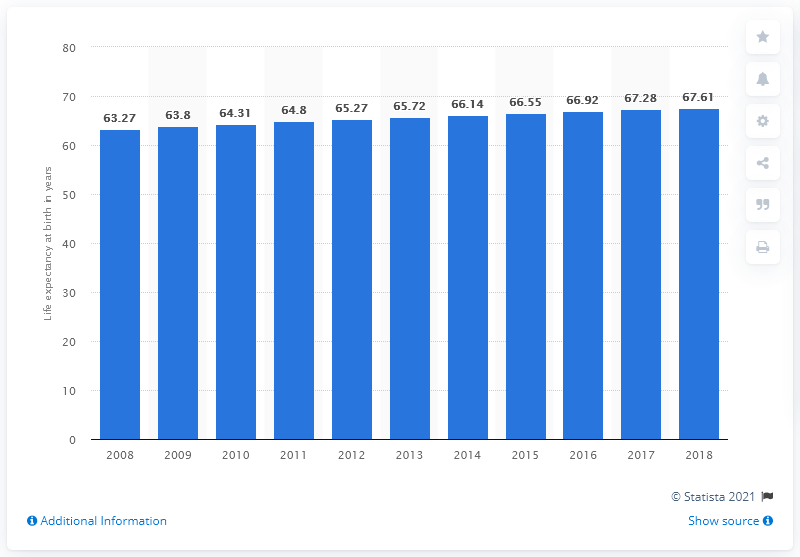 80
70
60
50
40
30
20
10
0
Life expectancy at birth in years
63.27 63.8 64.31 64.8 65.27 65.72 66.14 66.55 66.92 67.28 67.61
2008 2009 2010 2011 2012 2013 2014 2015 2016 2017 2018
© Statista 2021
Additional Information
Show source